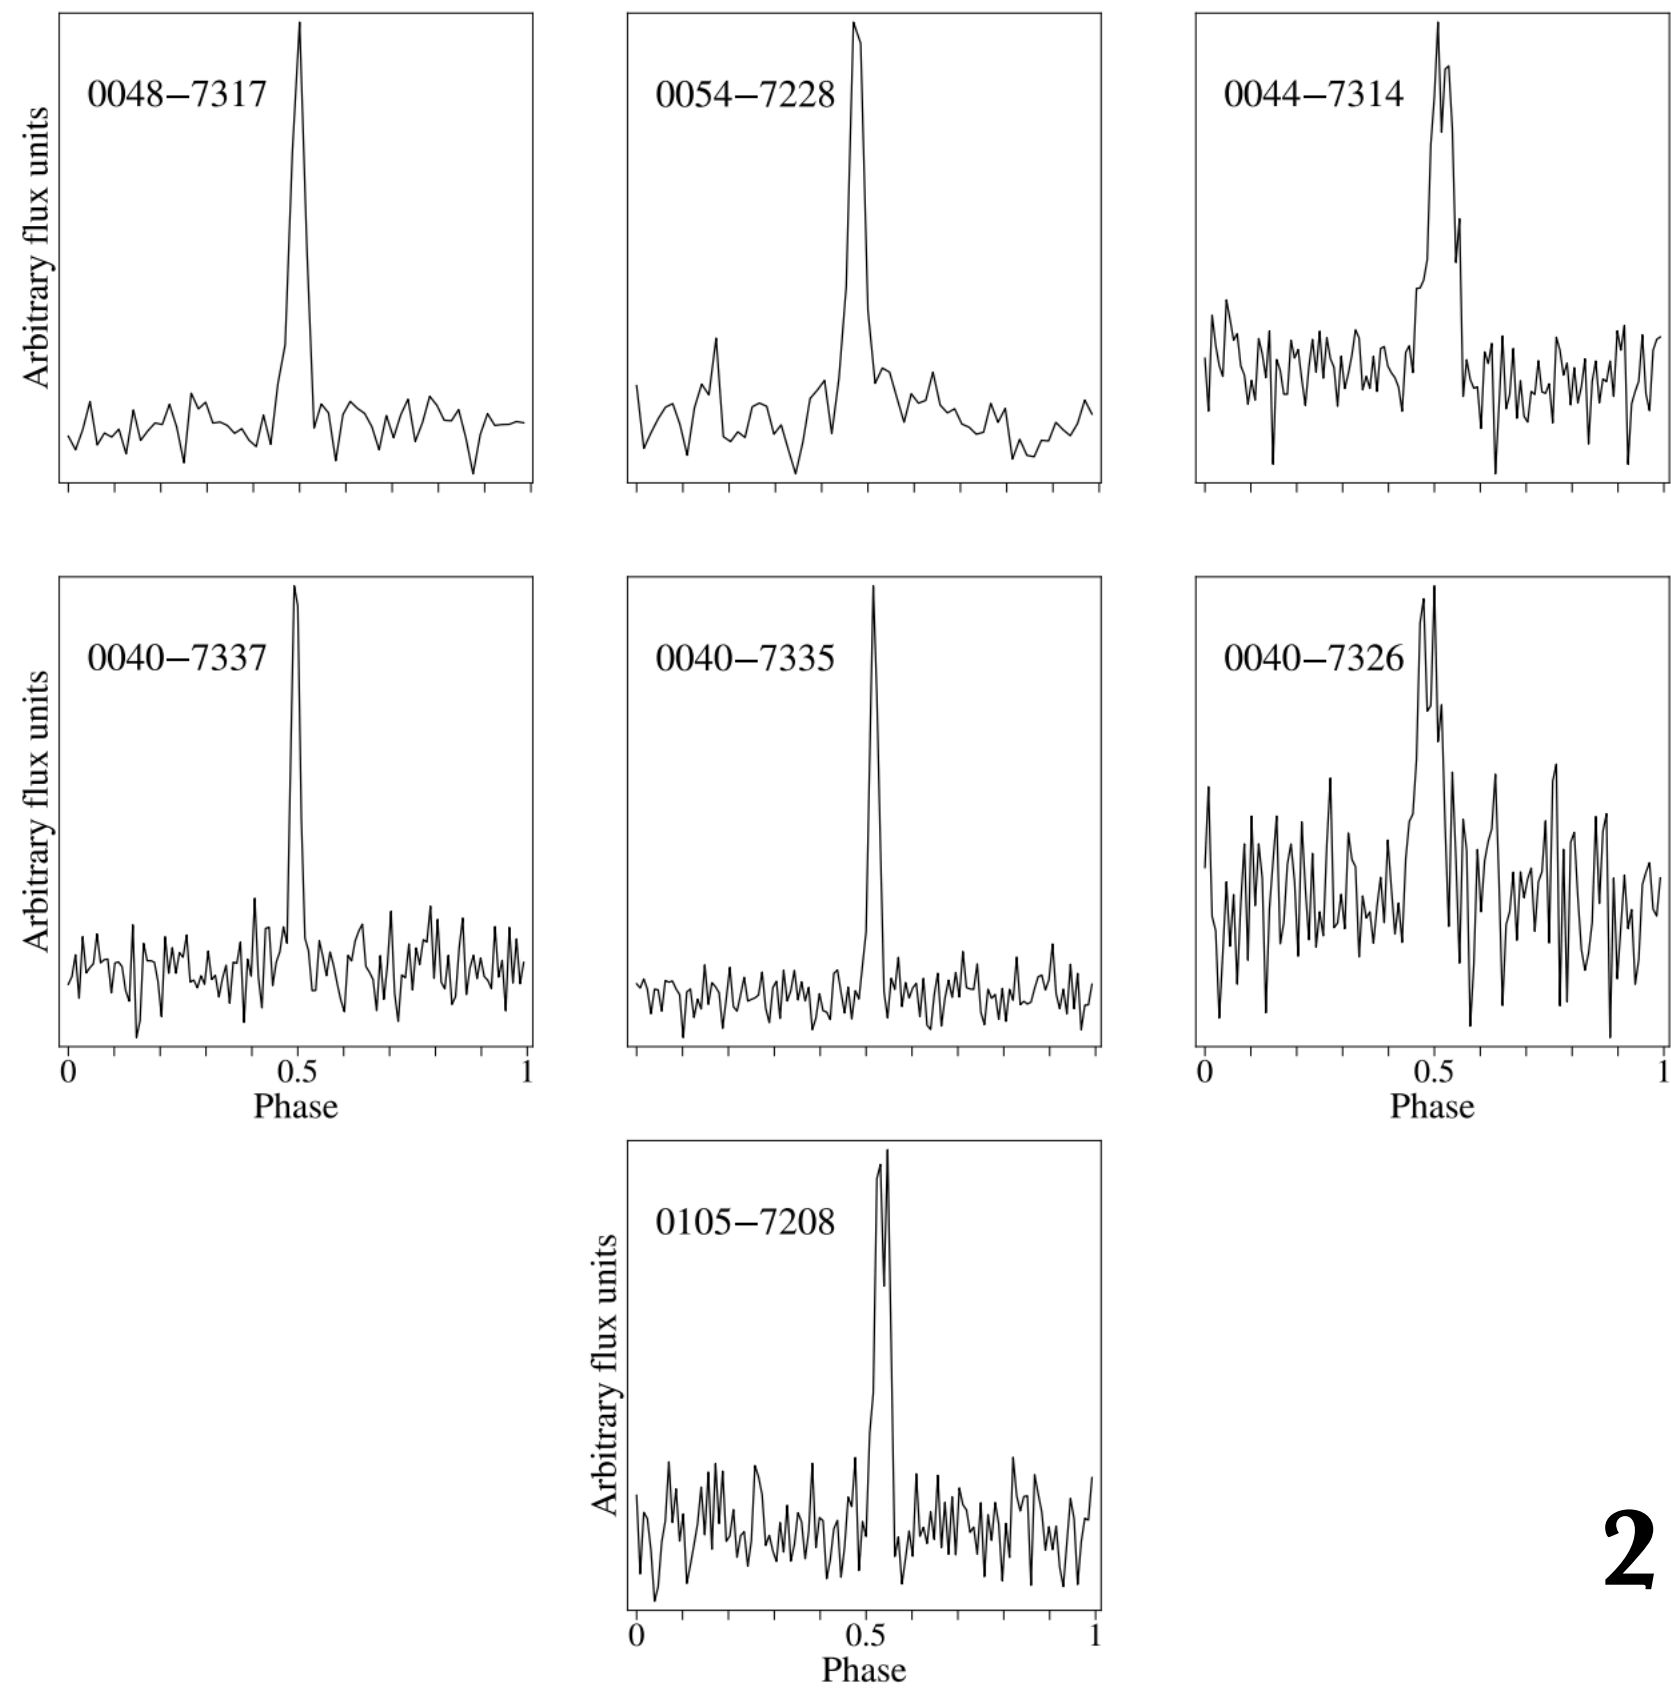 0048−7317
0054−7228
0044−7314
Arbitrary flux units
0040−7337
0040−7335
0040−7326
Arbitrary flux units
0 0.5 1
0 0.5 1
Phase
Phase
0105−7208
Arbitrary flux units
0 0.5 1
Phase
2